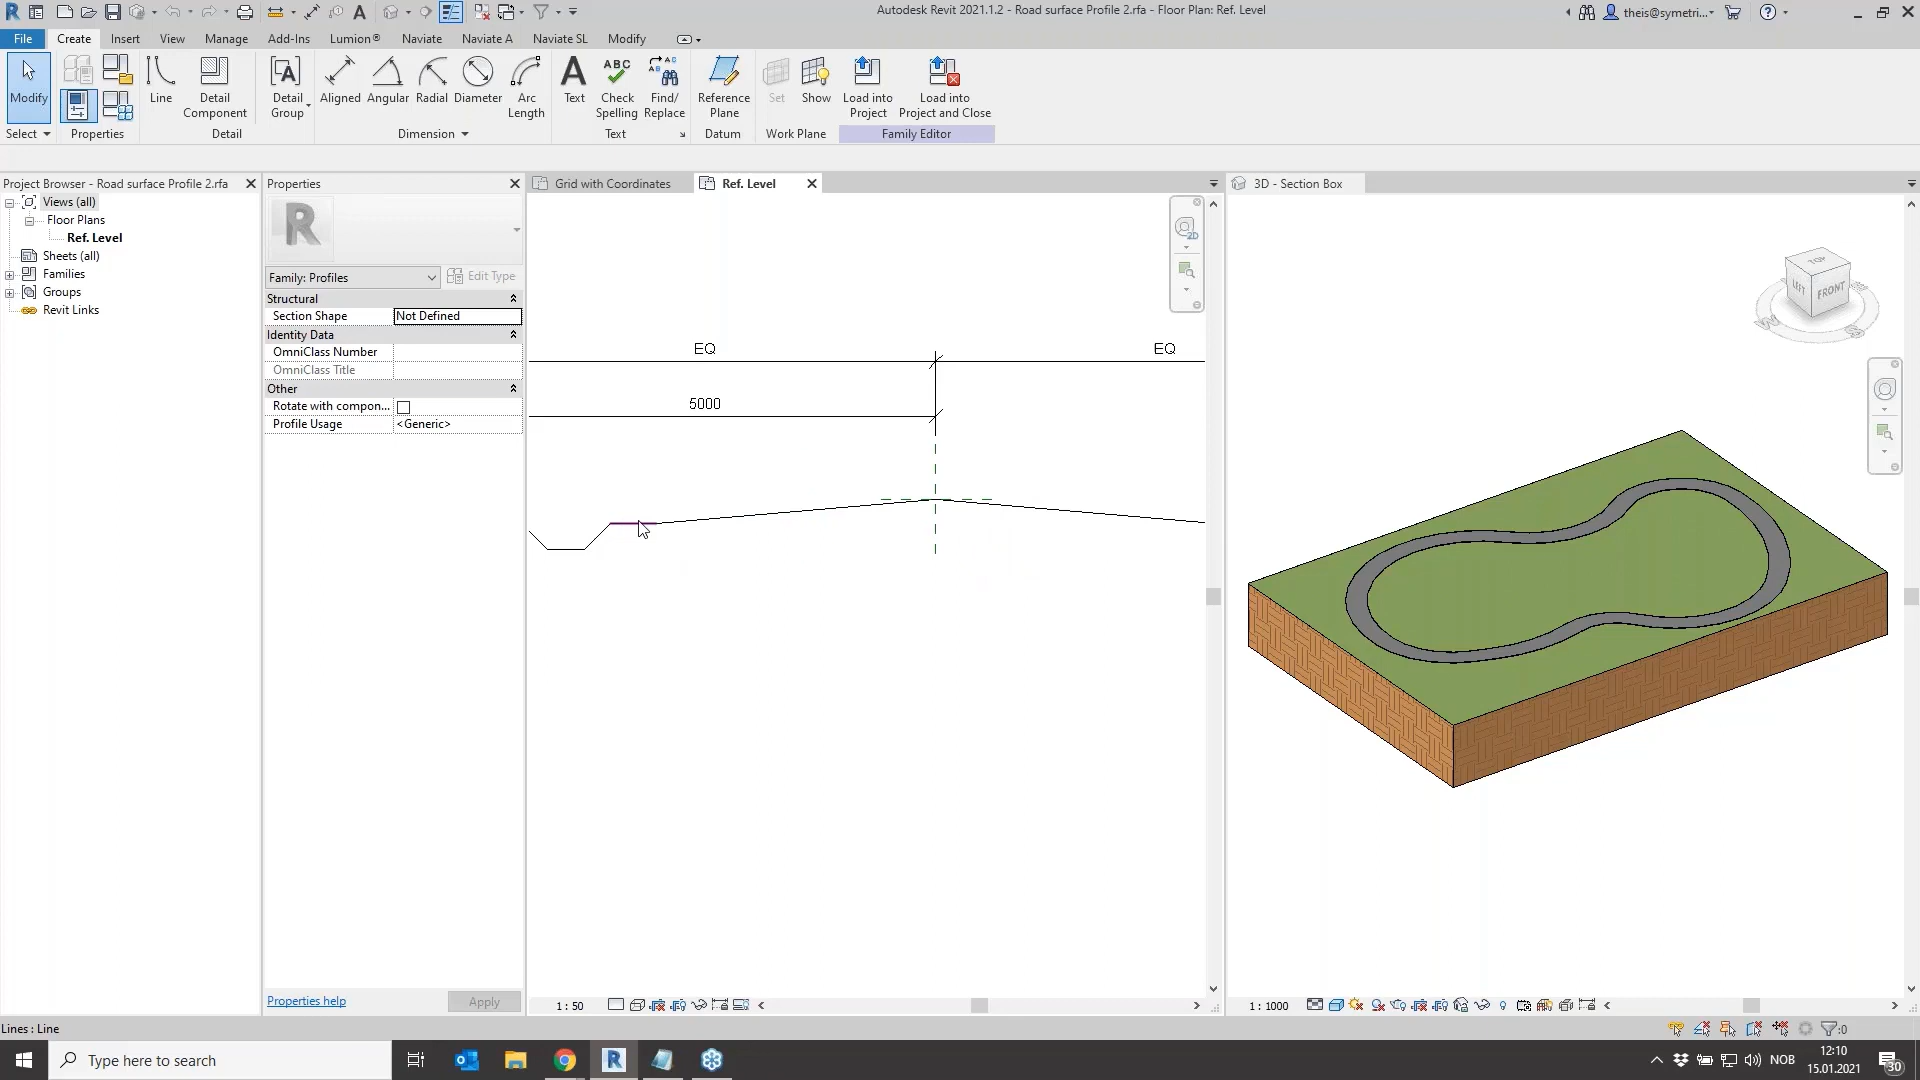 Autodesk Revit 2021.1.2 - Road surface Profile 2.rfa - Floor Plan: Ref. Level
theis@symetri...
File Create Insert View Manage Add-Ins Lumion® Naviate Naviate A Naviate SL Modify
Modify
Line
Detail Component
Detail Group
Aligned
Angular
Radial
Diameter
Arc Length
Text
ABC
Check Spelling
Find/ Replace
Reference Plane
Set
Show
Load into Project
Load into Project and Close
Select Properties Detail Dimension Text Datum Work Plane Family Editor
Project Browser - Road surface Profile 2.rfa
Views (all)
Floor Plans
Ref. Level
Sheets (all)
Families
Groups
Revit Links
Properties
R
Family: Profiles
Edit Type
Structural
Section Shape Not Defined
Identity Data
OmniClass Number
OmniClass Title
Other
Rotate with compon...
Profile Usage <Generic>
Properties help
Apply
Grid with Coordinates
Ref. Level
3D - Section Box
2D
EQ
EQ
5000
TOP
LEFT
FRONT
W
S
1 : 50
1 : 1000
Lines : Line
:0
Type here to search
NOB
12:10
15.01.2021
30